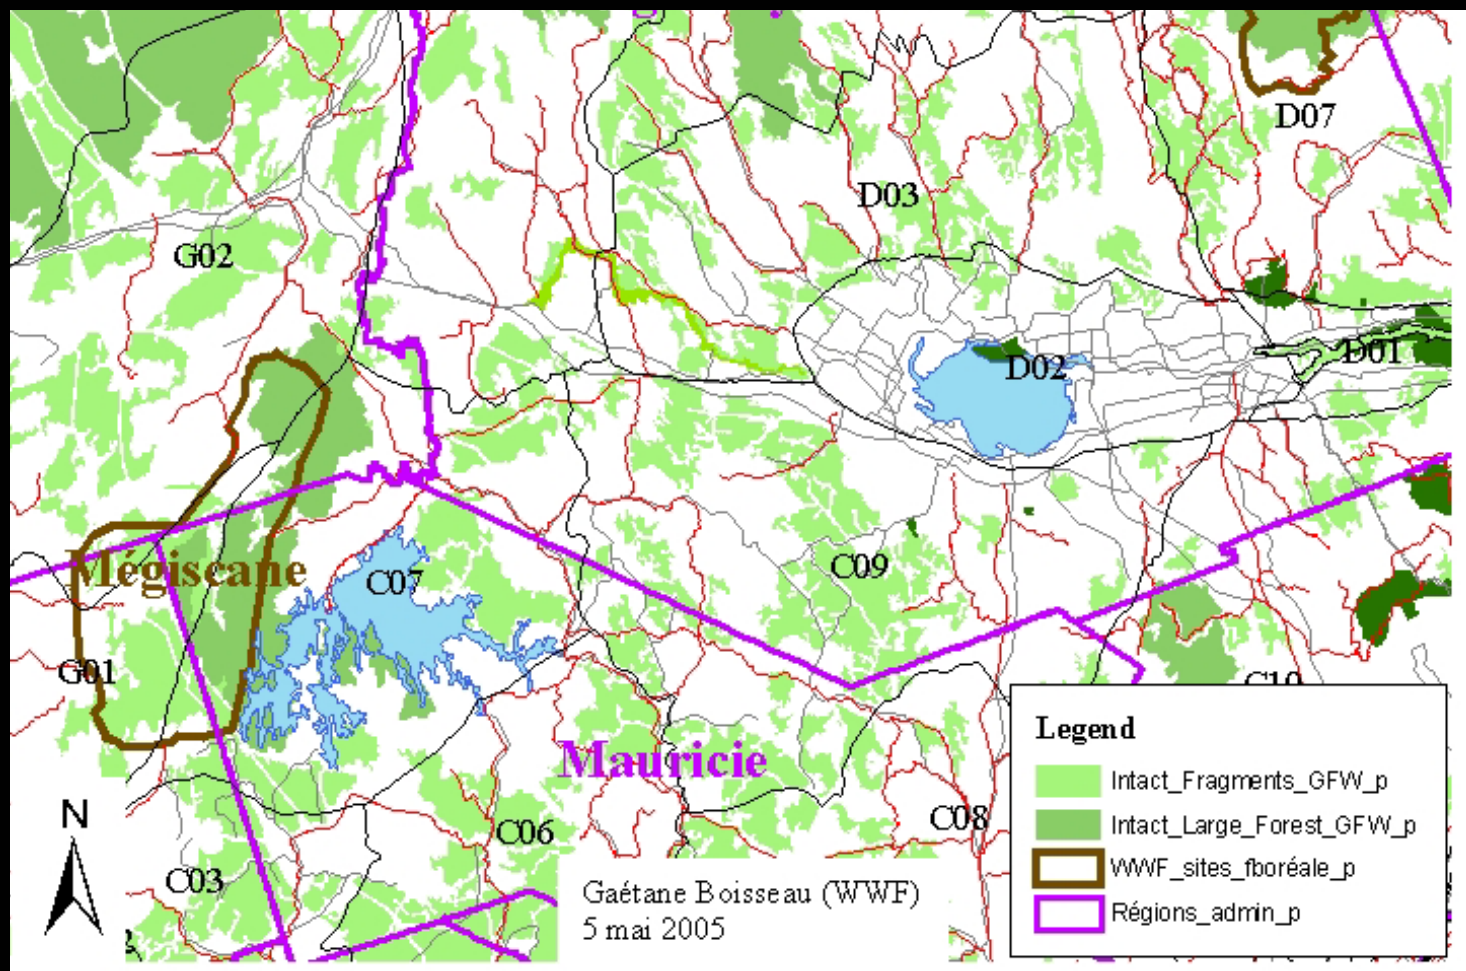 D07
D03
G02
D01
D02
C09
C07
Mégiscane
G01
C10
Mauricie
C08
C06
C03
N
Gaétane Boisseau (WWF)
5 mai 2005
Legend
Intact_Fragments_GFW_p
Intact_Large_Forest_GFW_p
WWF_sites_fboréale_p
Régions_admin_p